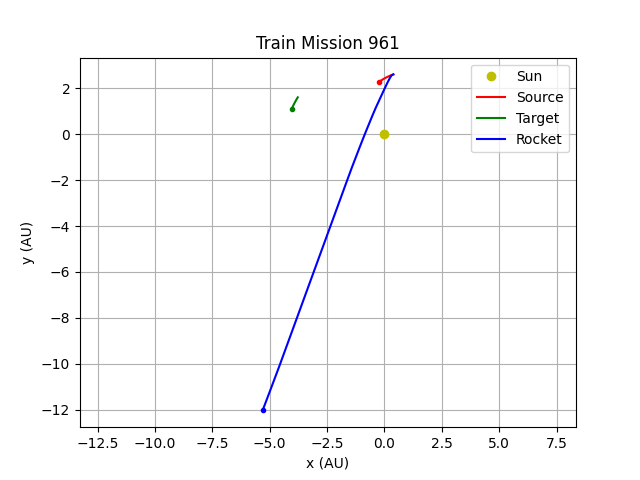 Train Mission 961
Sun
Source
Target
Rocket
y (AU)
2
0
−2
−4
−6
−8
−10
−12
−12.5 −10.0 −7.5 −5.0 −2.5 0.0 2.5 5.0 7.5
x (AU)